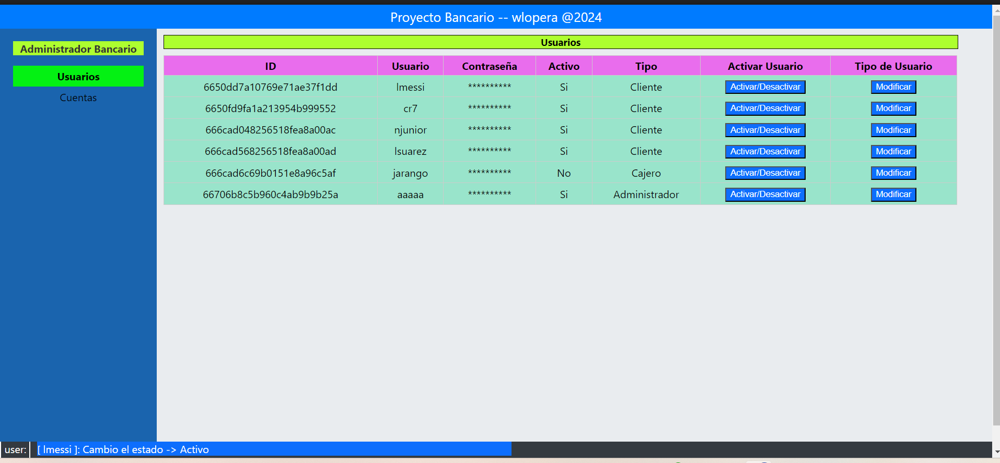 Proyecto Bancario -- wlopera @2024
Administrador Bancario
Usuarios
Cuentas
Usuarios
ID Usuario Contraseña Activo Tipo Activar Usuario Tipo de Usuario
6650dd7a10769e71ae37f1dd lmessi ********** Si Cliente Activar/Desactivar Modificar
6650fd9fa1a213954b999552 cr7 ********** Si Cliente Activar/Desactivar Modificar
666cad048256518fea8a00ac njunior ********** Si Cliente Activar/Desactivar Modificar
666cad568256518fea8a00ad lsuarez ********** Si Cliente Activar/Desactivar Modificar
666cad6c69b0151e8a96c5af jarango ********** No Cajero Activar/Desactivar Modificar
66706b8c5b960c4ab9b9b25a aaaaa ********** Si Administrador Activar/Desactivar Modificar
user: [ lmessi ]: Cambio el estado -> Activo